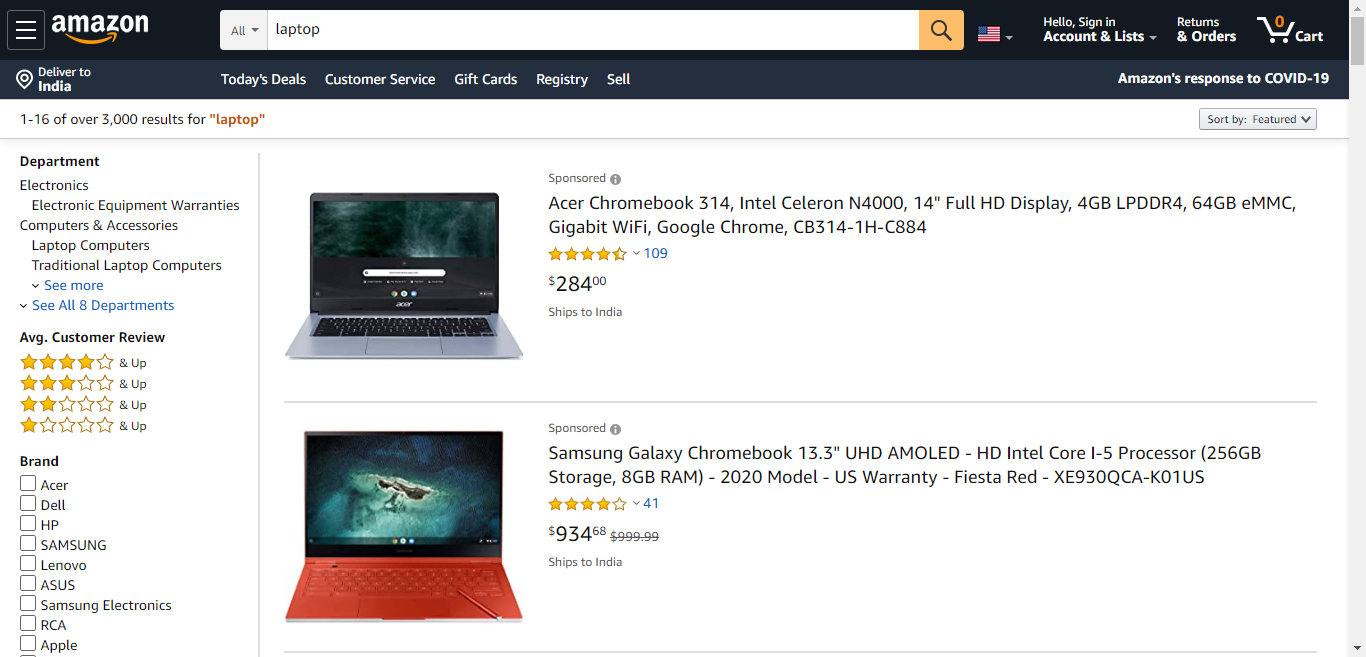 amazon
All
laptop
Hello, Sign in
Account & Lists
Returns
& Orders
0
Cart
Deliver to
India
Today's Deals
Customer Service
Gift Cards
Registry
Sell
Amazon's response to COVID-19
1-16 of over 3,000 results for "laptop"
Sort by: Featured
Department
Electronics
Electronic Equipment Warranties
Computers & Accessories
Laptop Computers
Traditional Laptop Computers
See more
See All 8 Departments
Avg. Customer Review
& Up
& Up
& Up
& Up
Brand
Acer
Dell
HP
SAMSUNG
Lenovo
ASUS
Samsung Electronics
RCA
Apple
Sponsored
Acer Chromebook 314, Intel Celeron N4000, 14" Full HD Display, 4GB LPDDR4, 64GB eMMC,
Gigabit WiFi, Google Chrome, CB314-1H-C884
109
$28400
Ships to India
acer
Sponsored
Samsung Galaxy Chromebook 13.3" UHD AMOLED - HD Intel Core I-5 Processor (256GB
Storage, 8GB RAM) - 2020 Model - US Warranty - Fiesta Red - XE930QCA-K01US
41
$93468 $999.99
Ships to India